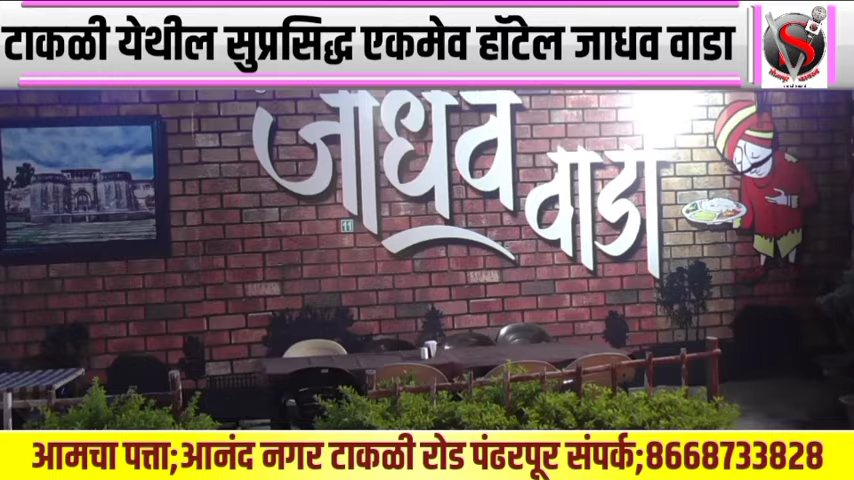 टाकळी येथील सुप्रसिद्ध एकमेव हॉटेल जाधव वाडा
जाधव
वाडा
11
आमचा पत्ता;आनंद नगर टाकळी रोड पंढरपूर संपर्क;8668733828